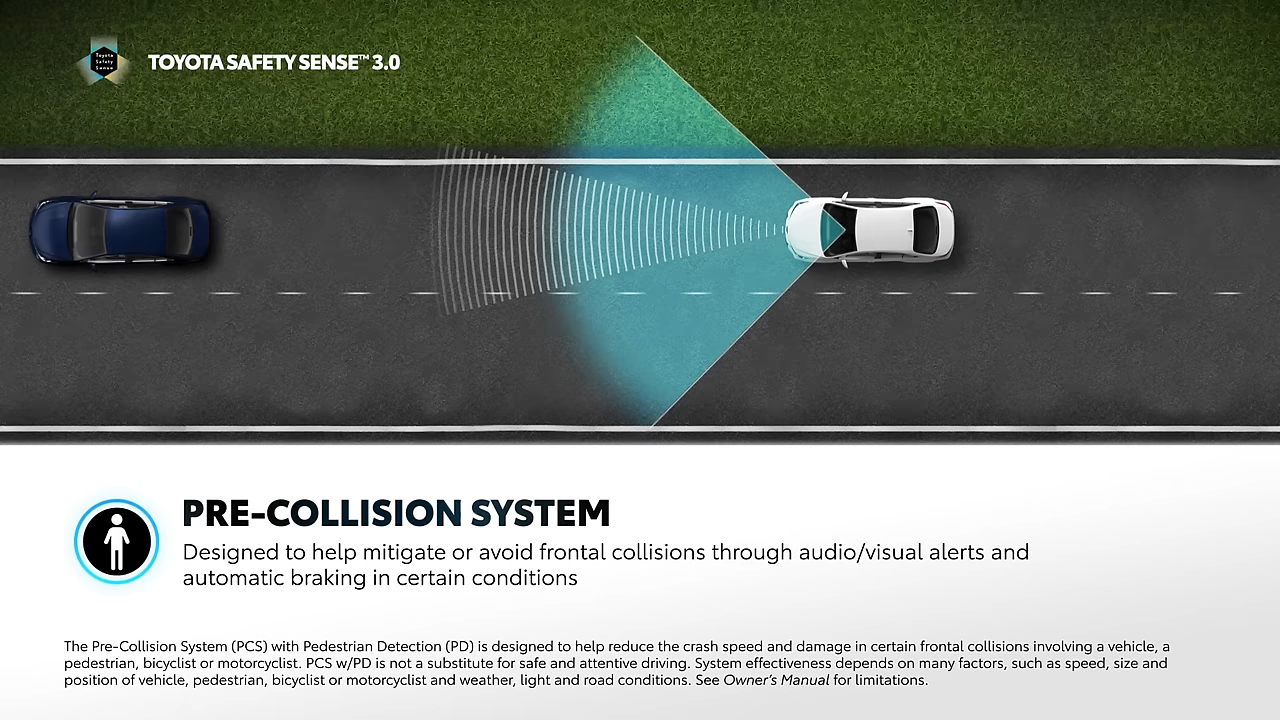 Toyota
Safety
Sense
TOYOTA SAFETY SENSE™ 3.0
PRE-COLLISION SYSTEM
Designed to help mitigate or avoid frontal collisions through audio/visual alerts and
automatic braking in certain conditions
The Pre-Collision System (PCS) with Pedestrian Detection (PD) is designed to help reduce the crash speed and damage in certain frontal collisions involving a vehicle, a
pedestrian, bicyclist or motorcyclist. PCS w/PD is not a substitute for safe and attentive driving. System effectiveness depends on many factors, such as speed, size and
position of vehicle, pedestrian, bicyclist or motorcyclist and weather, light and road conditions. See Owner's Manual for limitations.